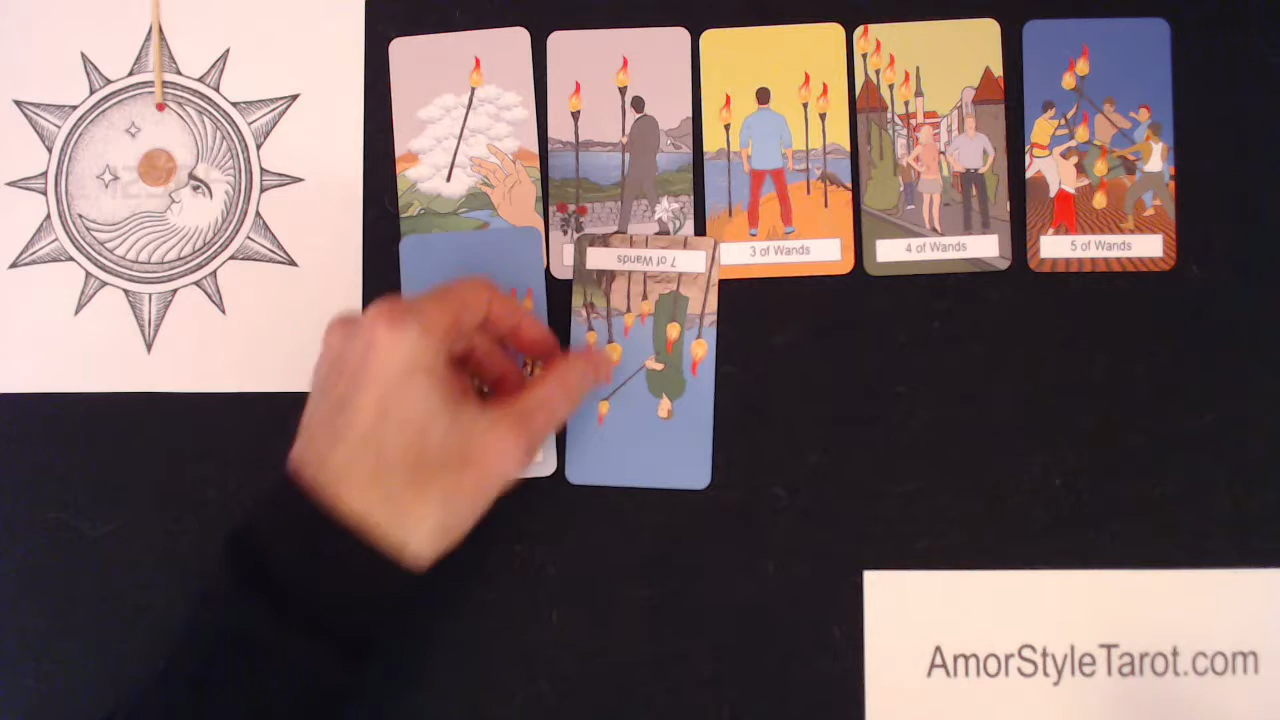 3 of Wands
4 of Wands
5 of Wands
7 of Wands
AmorStyleTarot.com